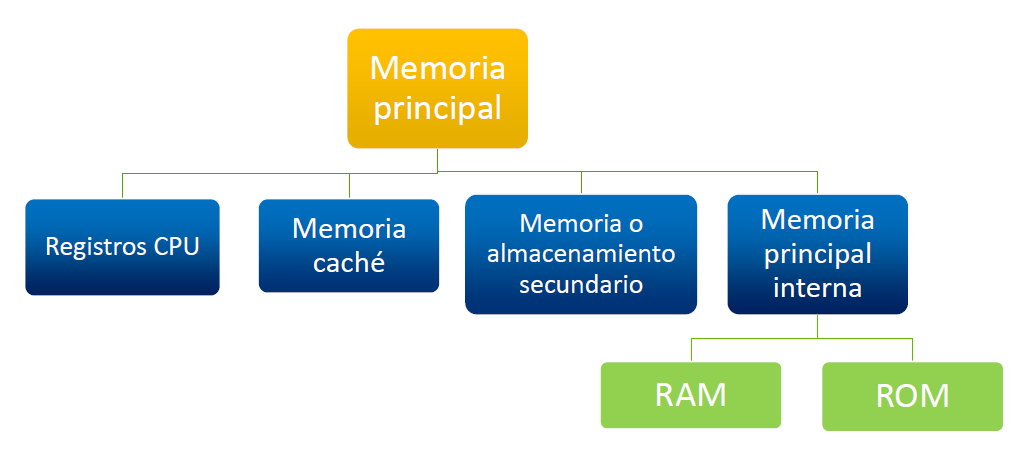 Memoria
principal
Registros CPU
Memoria
caché
Memoria o
almacenamiento
secundario
Memoria
principal
interna
RAM
ROM